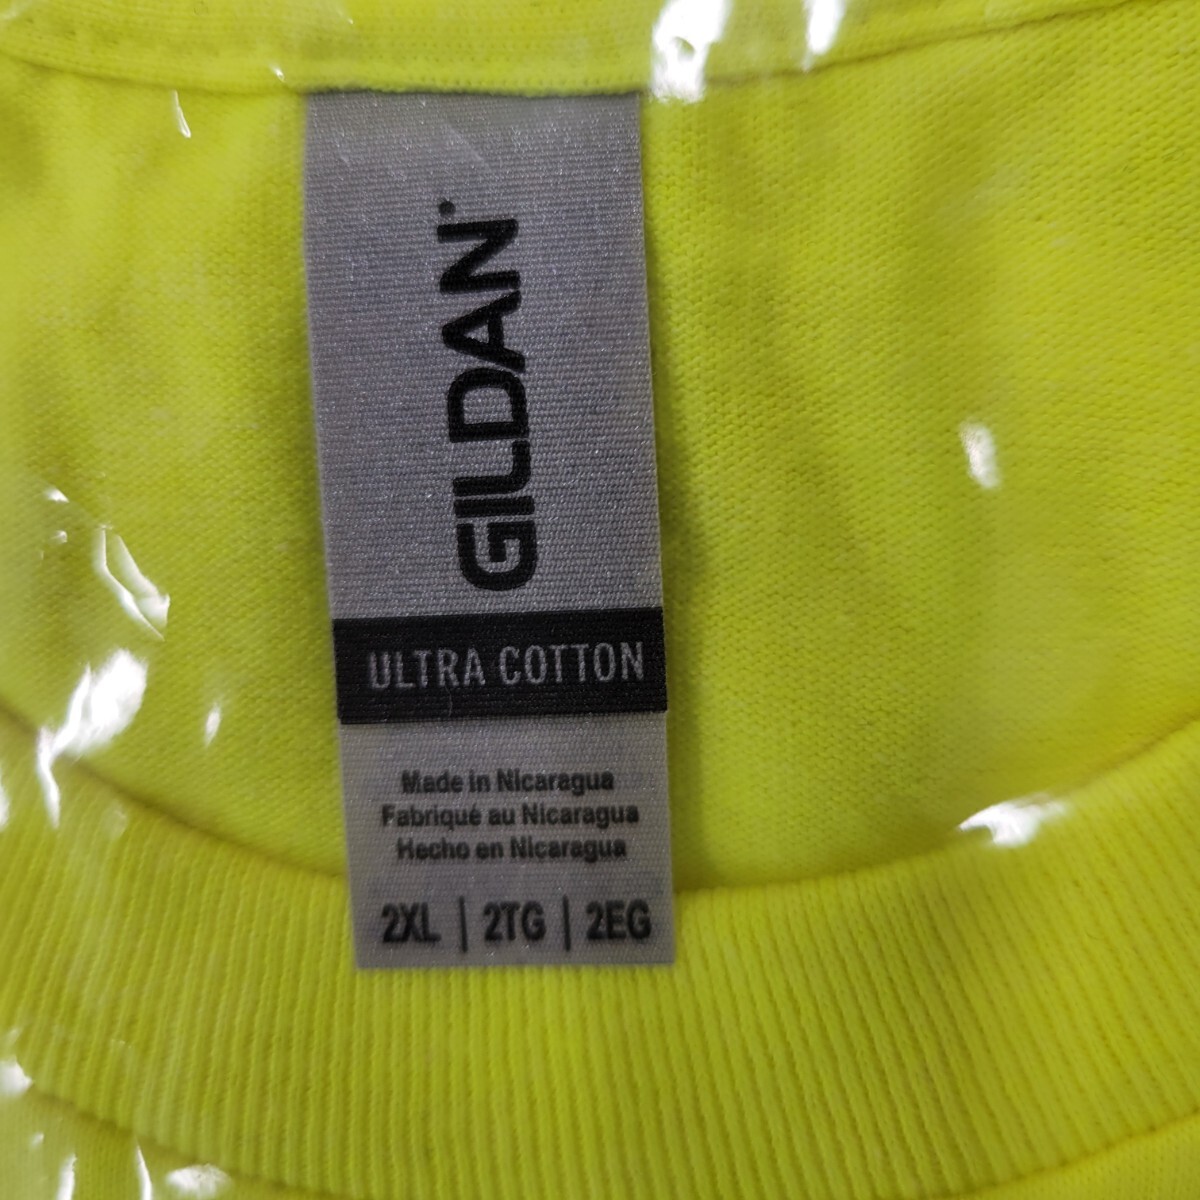 GILDAN
ULTRA COTTON
Made in Nicaragua
Fabriqué au Nicaragua
Hecho en Nicaragua
2XL | 2TG | 2EG